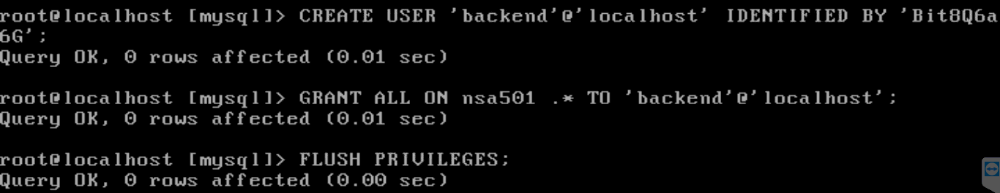 root@localhost [mysql]> CREATE USER 'backend'@'localhost' IDENTIFIED BY 'Bit8Q6a
6G';
Query OK, 0 rows affected (0.01 sec)
root@localhost [mysql]> GRANT ALL ON nsa501 .* TO 'backend'@'localhost';
Query OK, 0 rows affected (0.01 sec)
root@localhost [mysql]> FLUSH PRIVILEGES;
Query OK, 0 rows affected (0.00 sec)